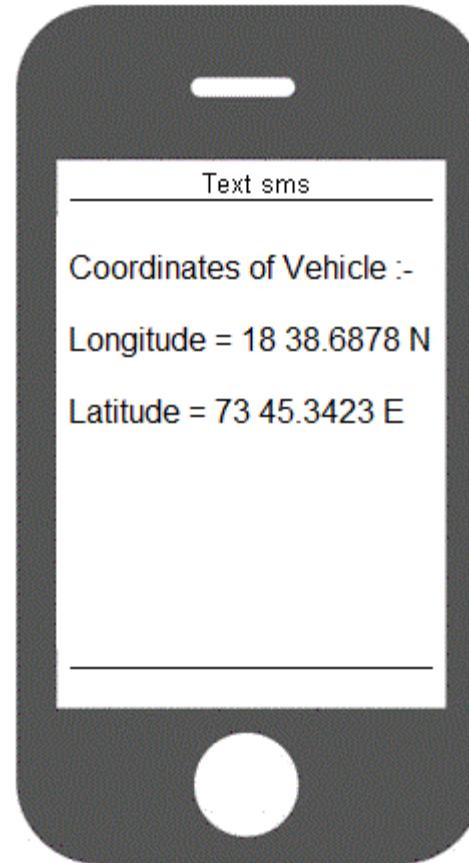 Text sms
Coordinates of Vehicle :-
Longitude = 18 38.6878 N
Latitude = 73 45.3423 E